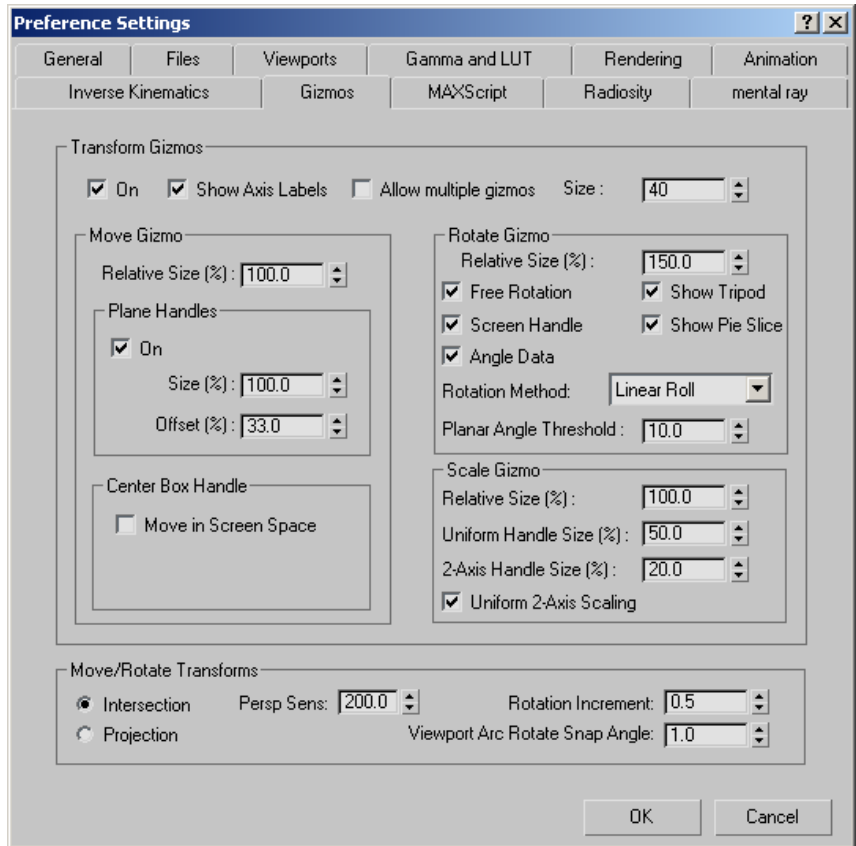 Preference Settings
General Files Viewports Gamma and LUT Rendering Animation
Inverse Kinematics Gizmos MAXScript Radiosity mental ray
Transform Gizmos
On Show Axis Labels Allow multiple gizmos Size : 40
Move Gizmo
Relative Size (%) : 100.0
Plane Handles
On
Size (%) : 100.0
Offset (%) : 33.0
Center Box Handle
Move in Screen Space
Rotate Gizmo
Relative Size (%) : 150.0
Free Rotation Show Tripod
Screen Handle Show Pie Slice
Angle Data
Rotation Method: Linear Roll
Planar Angle Threshold : 10.0
Scale Gizmo
Relative Size (%) : 100.0
Uniform Handle Size (%) : 50.0
2-Axis Handle Size (%) : 20.0
Uniform 2-Axis Scaling
Move/Rotate Transforms
Intersection Persp Sens: 200.0 Rotation Increment: 0.5
Projection Viewport Arc Rotate Snap Angle: 1.0
OK Cancel